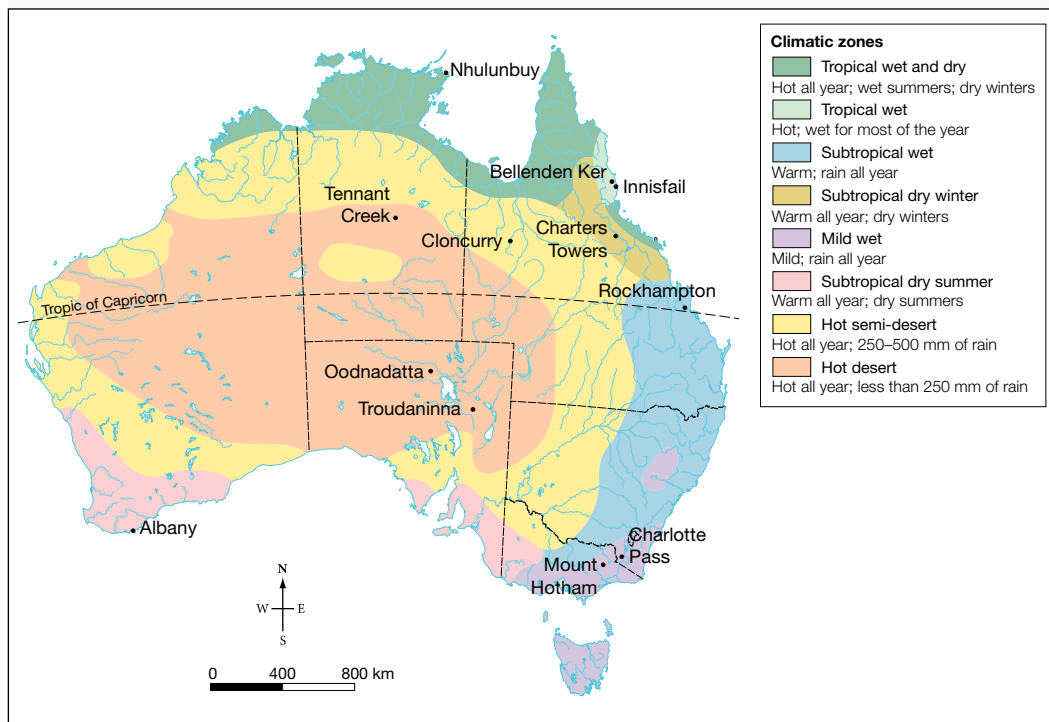 Nhulunbuy
Bellenden Ker
Innisfail
Tennant
Creek
Cloncurry
Charters
Towers
Tropic of Capricorn
Rockhampton
Oodnadatta
Troudaninna
Albany
Charlotte
Pass
Mount
Hotham
N
W E
S
0 400 800 km
Climatic zones
Tropical wet and dry
Hot all year; wet summers; dry winters
Tropical wet
Hot; wet for most of the year
Subtropical wet
Warm; rain all year
Subtropical dry winter
Warm all year; dry winters
Mild wet
Mild; rain all year
Subtropical dry summer
Warm all year; dry summers
Hot semi-desert
Hot all year; 250–500 mm of rain
Hot desert
Hot all year; less than 250 mm of rain